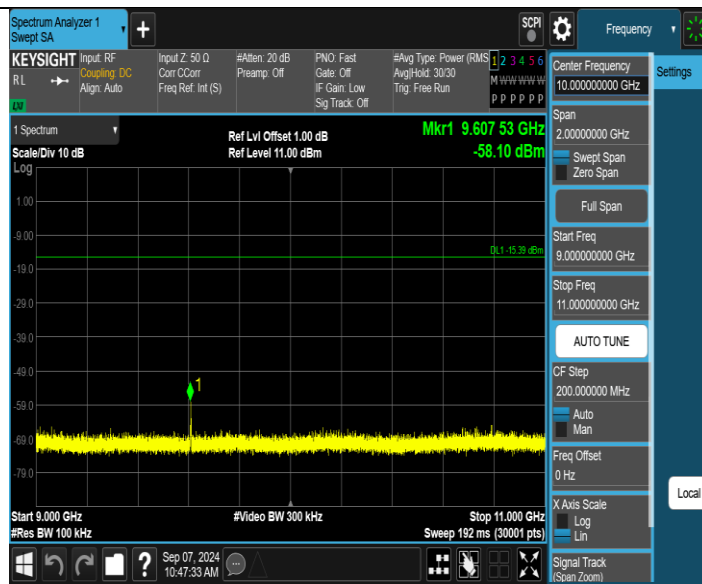 Spectrum Analyzer 1
Swept SA
SCPI
Frequency
KEYSIGHT
R L
LXI
Input: RF
Coupling: DC
Align: Auto
Input Z: 50 Ω
Corr CCorr
Freq Ref: Int (S)
#Atten: 20 dB
Preamp: Off
PNO: Fast
Gate: Off
IF Gain: Low
Sig Track: Off
#Avg Type: Power (RMS
Avg|Hold: 30/30
Trig: Free Run
1 2 3 4 5 6
M W W W W W
P P P P P P
1 Spectrum
Scale/Div 10 dB
Ref Lvl Offset 1.00 dB
Ref Level 11.00 dBm
Mkr1 9.607 53 GHz
-58.10 dBm
Log
1.00
-9.00
DL1 -15.39 dBm
-19.0
-29.0
-39.0
-49.0
1
-59.0
-69.0
-79.0
Start 9.000 GHz
#Video BW 300 kHz
Stop 11.000 GHz
#Res BW 100 kHz
Sweep 192 ms (30001 pts)
Sep 07, 2024
10:47:33 AM
Center Frequency
10.000000000 GHz
Settings
Span
2.00000000 GHz
Swept Span
Zero Span
Full Span
Start Freq
9.000000000 GHz
Stop Freq
11.000000000 GHz
AUTO TUNE
CF Step
200.000000 MHz
Auto
Man
Freq Offset
0 Hz
Local
X Axis Scale
Log
Lin
Signal Track
(Span Zoom)